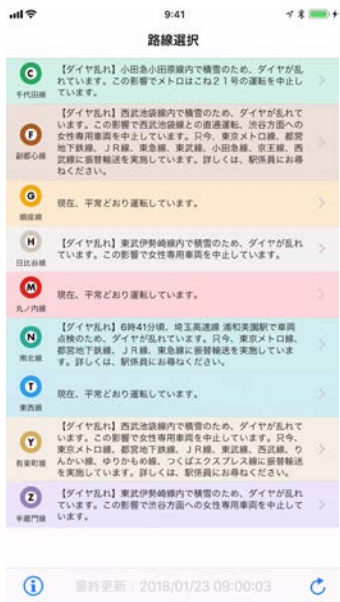 9:41
路線選択
C
千代田線
【ダイヤ乱れ】小田急小田原線内で積雪のため、ダイヤが乱
れています。この影響でメトロはこね21号の運転を中止し
ています。
F
副都心線
【ダイヤ乱れ】西武池袋線内で積雪のため、ダイヤが乱れて
います。この影響で西武池袋線との直通運転、渋谷方面への
女性専用車両を中止しています。只今、東京メトロ線、都営
地下鉄線、JR線、東急線、東武線、小田急線、京王線、西
武線に振替輸送を実施しています。詳しくは、駅係員にお尋
ねください。
G
銀座線
現在、平常どおり運転しています。
H
日比谷線
【ダイヤ乱れ】東武伊勢崎線内で積雪のため、ダイヤが乱れ
ています。この影響で女性専用車両を中止しています。
M
丸ノ内線
現在、平常どおり運転しています。
N
南北線
【ダイヤ乱れ】6時41分頃、埼玉高速線 浦和美園駅で車両
点検のため、ダイヤが乱れています。只今、東京メトロ線、
都営地下鉄線、JR線、東急線に振替輸送を実施していま
す。詳しくは、駅係員にお尋ねください。
T
東西線
現在、平常どおり運転しています。
Y
有楽町線
【ダイヤ乱れ】西武池袋線内で積雪のため、ダイヤが乱れて
います。この影響で女性専用車両を中止しています。只今、
東京メトロ線、都営地下鉄線、JR線、東武線、西武線、り
んかい線、ゆりかもめ線、つくばエクスプレス線に振替輸送
を実施しています。詳しくは、駅係員にお尋ねください。
Z
半蔵門線
【ダイヤ乱れ】東武伊勢崎線内で積雪のため、ダイヤが乱れ
ています。この影響で渋谷方面への女性専用車両を中止して
います。
最終更新：2018/01/23 09:00:03